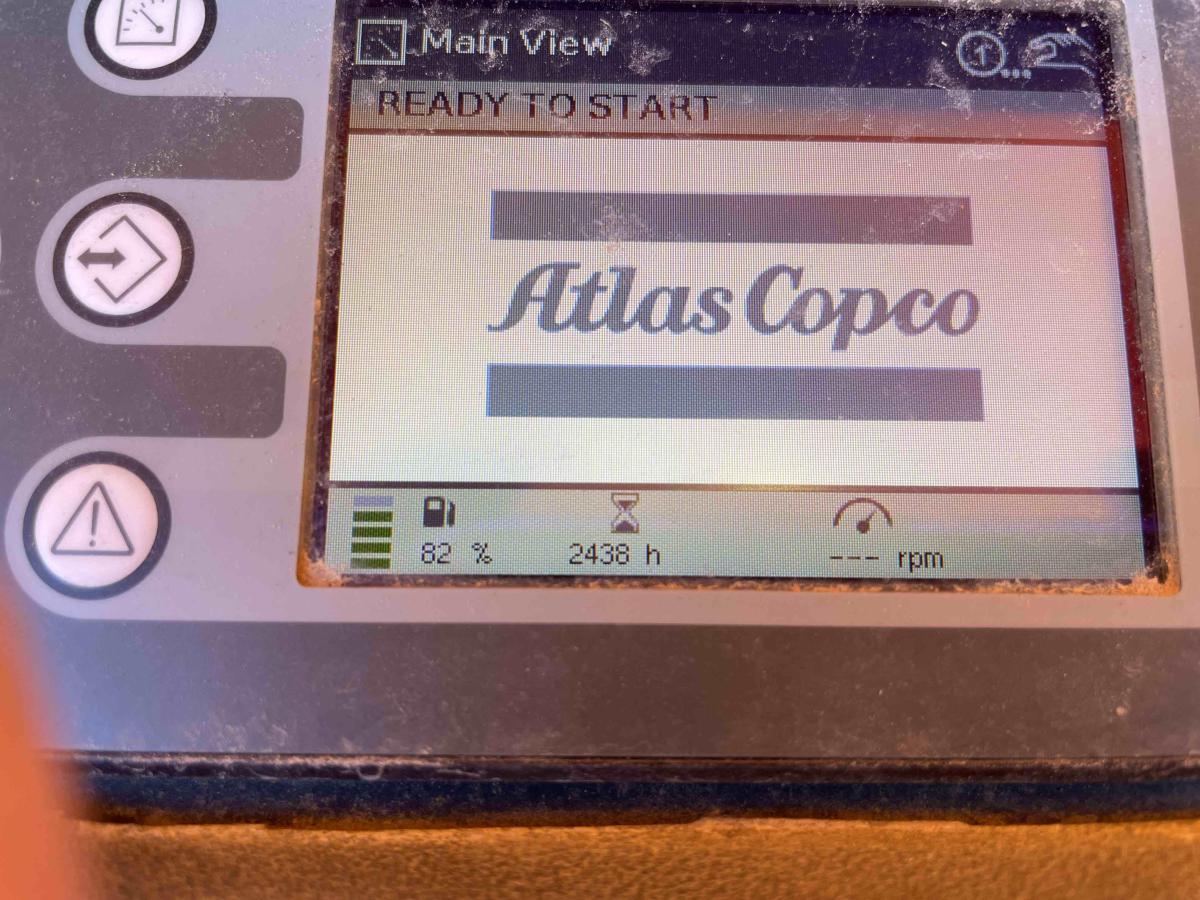 Main View
READY TO START
Atlas Copco
82 % 2438 h --- rpm